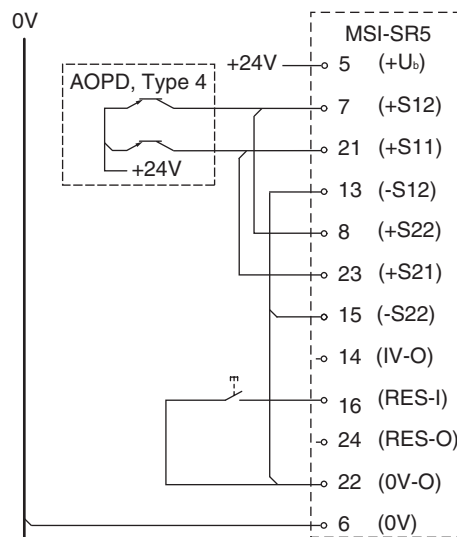 0V
MSI-SR5
+24V 5 (+Ub)
AOPD, Type 4
7 (+S12)
21 (+S11)
+24V
13 (-S12)
8 (+S22)
23 (+S21)
15 (-S22)
14 (IV-O)
16 (RES-I)
24 (RES-O)
22 (0V-O)
6 (0V)